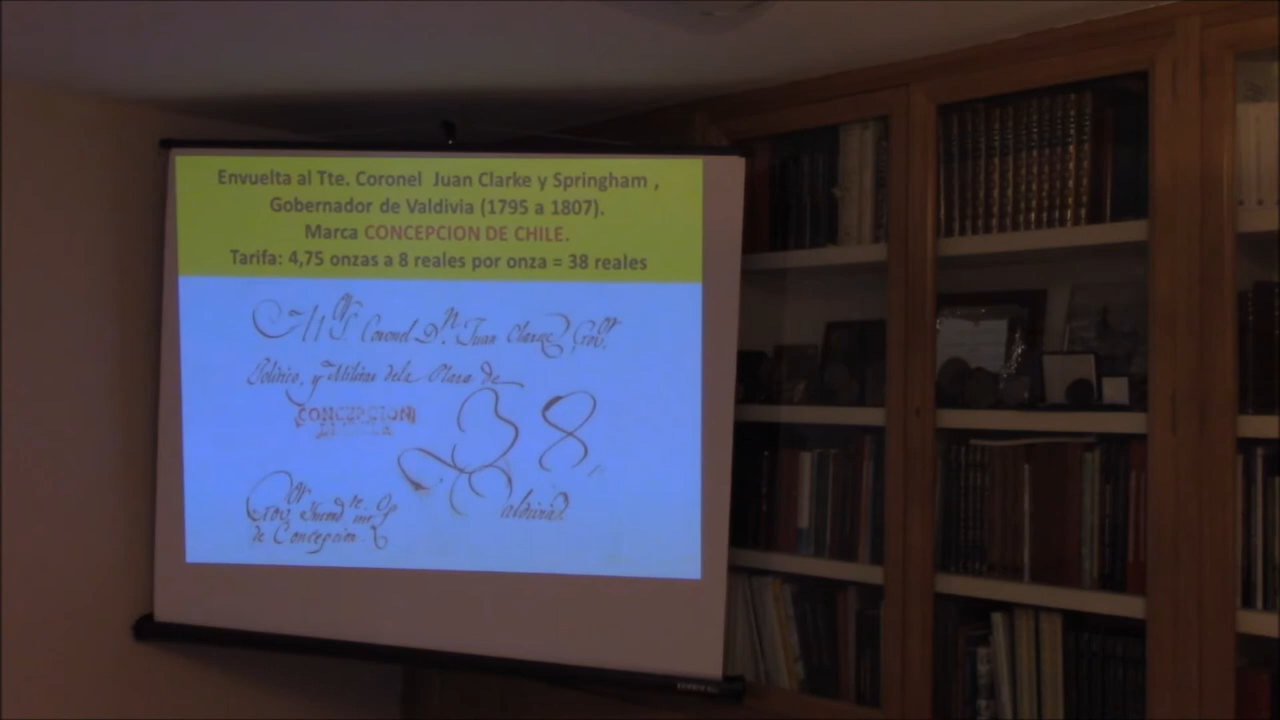 Envuelta al Tte. Coronel Juan Clarke y Springham ,
Gobernador de Valdivia (1795 a 1807).
Marca CONCEPCION DE CHILE.
Tarifa: 4,75 onzas a 8 reales por onza = 38 reales
Coronel Dn. Juan Clarke, Govor.
Politico, y Militar dela Plaza de
CONCEPCION
38
Valdivia
de Concepcion